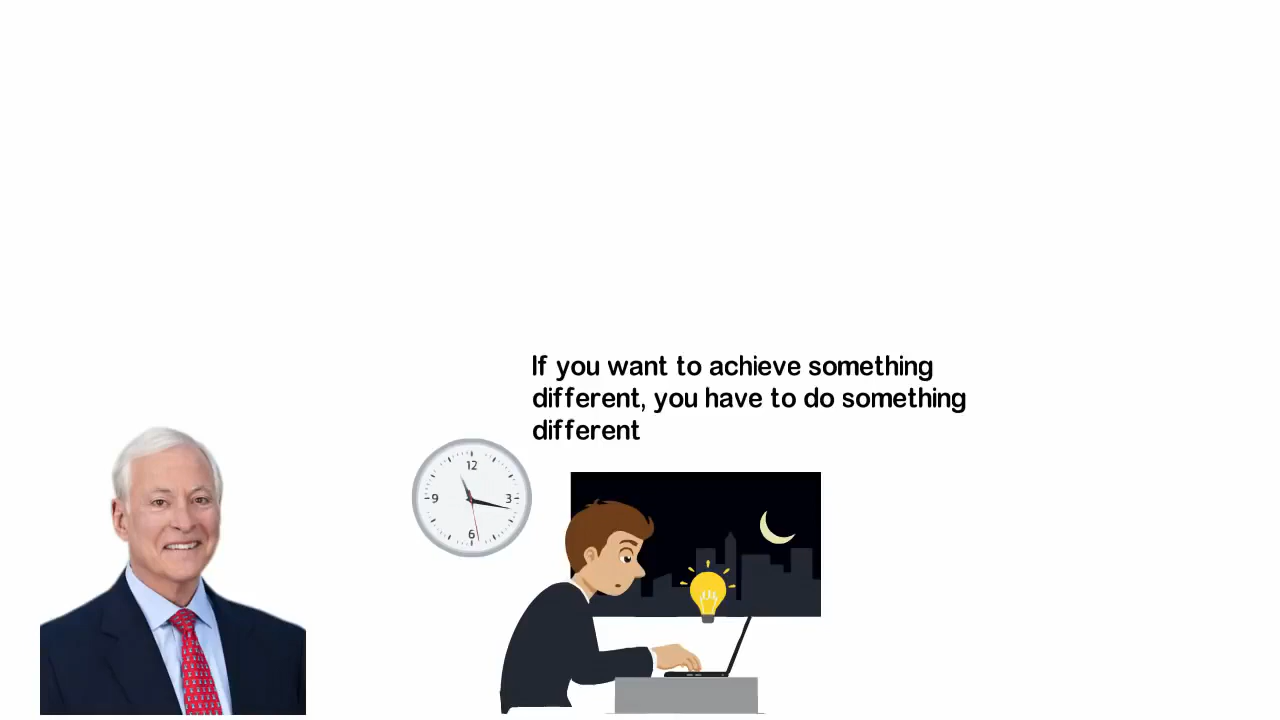 If you want to achieve something
different, you have to do something
different
12
9
3
6